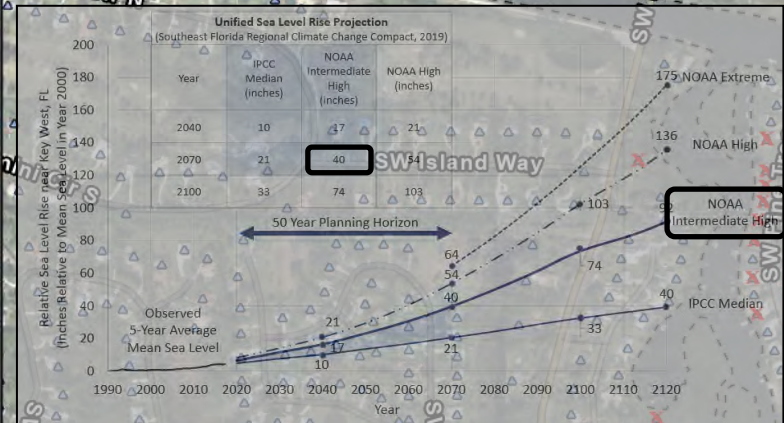 Unified Sea Level Rise Projection
(Southeast Florida Regional Climate Change Compact, 2019)
Year
IPCC
Median
(inches)
NOAA
Intermediate
High
(inches)
NOAA High
(inches)
2040 10 17 21
2070 21 40 54
2100 33 74 103
Relative Sea Level Rise near Key West, FL
(Inches Relative to Mean Sea Level in Year 2000)
200
180
160
140
120
100
80
60
40
20
0
SW Island Way
SW
50 Year Planning Horizon
Observed
5-Year Average
Mean Sea Level
175 NOAA Extreme
136
NOAA High
103
92
NOAA
Intermediate High
74
64
54
40
40
IPCC Median
33
21
21
17
10
1990 2000 2010 2020 2030 2040 2050 2060 2070 2080 2090 2100 2110 2120
Year